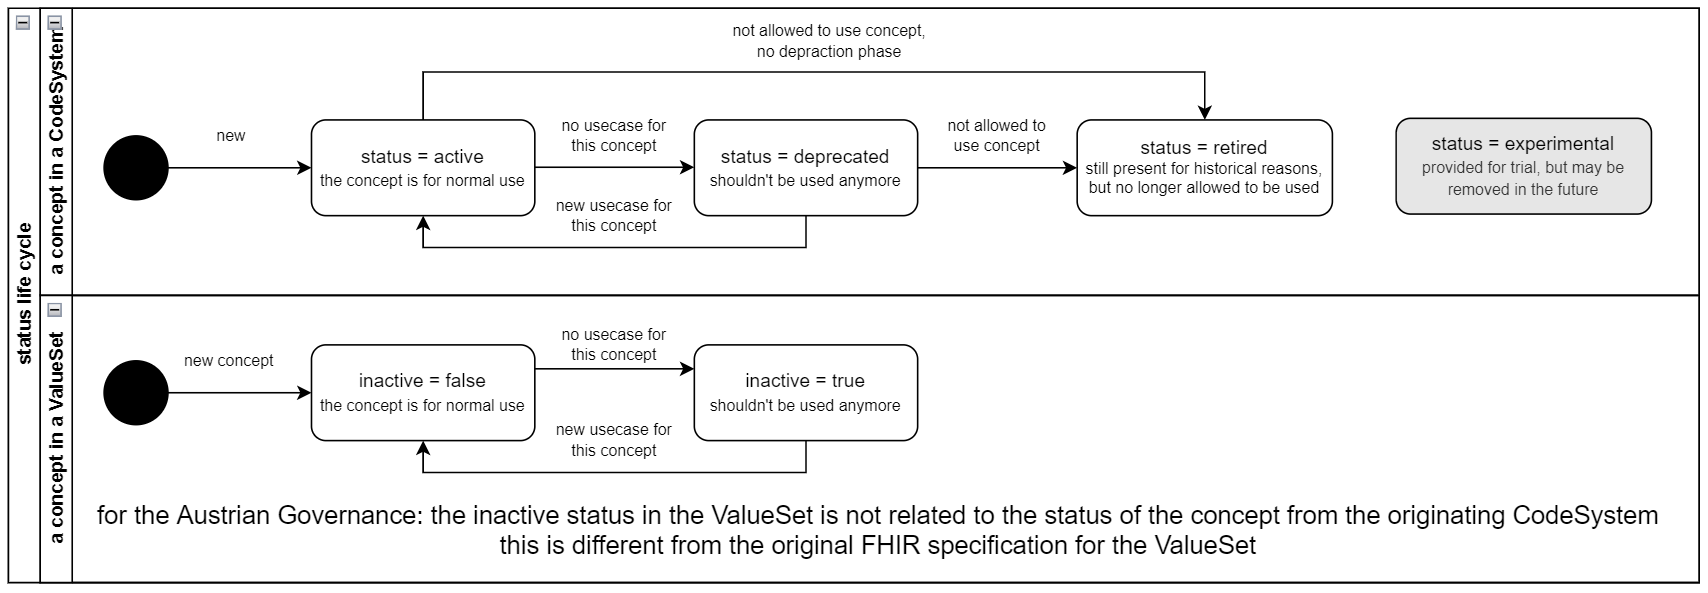 status life cycle
a concept in a CodeSystem
not allowed to use concept,
no depraction phase
new
status = active
the concept is for normal use
no usecase for
this concept
new usecase for
this concept
status = deprecated
shouldn't be used anymore
not allowed to
use concept
status = retired
still present for historical reasons,
but no longer allowed to be used
status = experimental
provided for trial, but may be
removed in the future
a concept in a ValueSet
new concept
inactive = false
the concept is for normal use
no usecase for
this concept
new usecase for
this concept
inactive = true
shouldn't be used anymore
for the Austrian Governance: the inactive status in the ValueSet is not related to the status of the concept from the originating CodeSystem
this is different from the original FHIR specification for the ValueSet